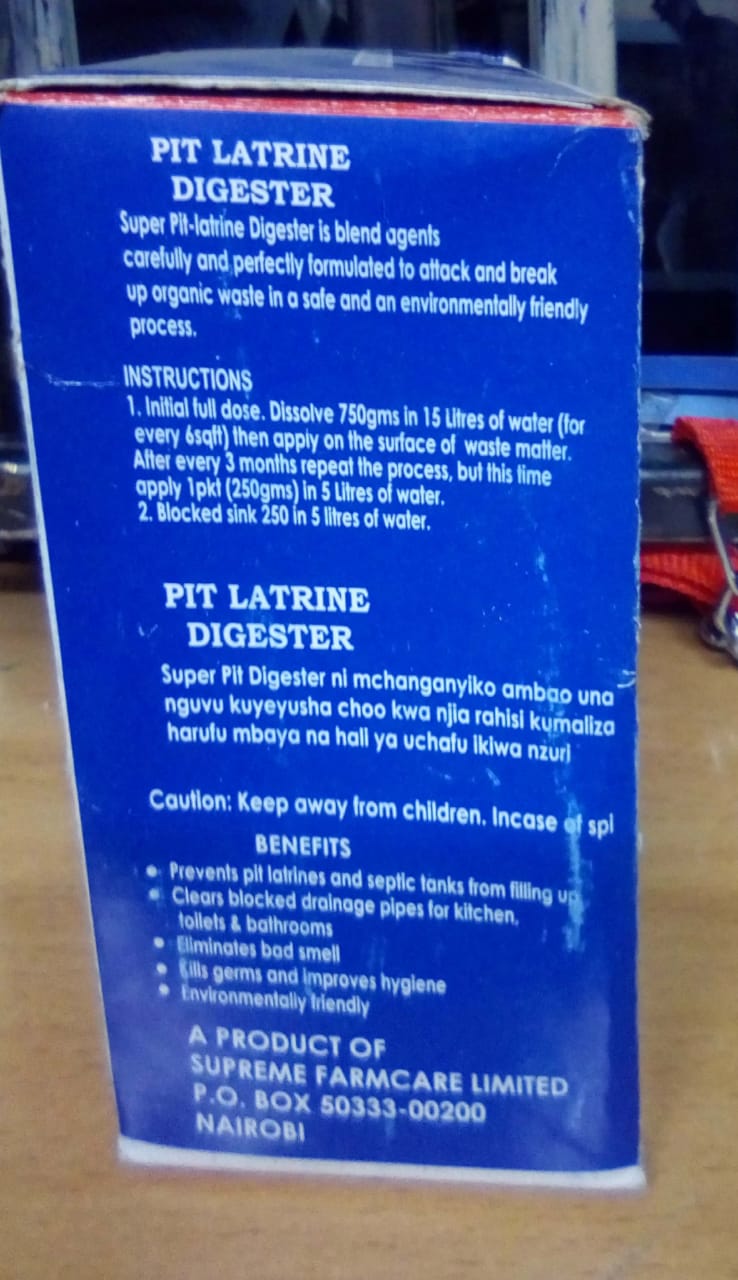 PIT LATRINE
DIGESTER
Super Pit-latrine Digester is blend agents
carefully and perfectly formulated to attack and break
up organic waste in a safe and an environmentally friendly
process.
INSTRUCTIONS
1. Initial full dose. Dissolve 750gms in 15 Litres of water (for
every 6sqft) then apply on the surface of waste matter.
After every 3 months repeat the process, but this time
apply 1pkt (250gms) in 5 Litres of water.
2. Blocked sink 250 in 5 litres of water.
PIT LATRINE
DIGESTER
Super Pit Digester ni mchanganyiko ambao una
nguvu kuyeyusha choo kwa njia rahisi kumaliza
harufu mbaya na hali ya uchafu ikiwa nzuri
Caution: Keep away from children. Incase of spi
BENEFITS
• Prevents pit latrines and septic tanks from filling up
• Clears blocked drainage pipes for kitchen,
toilets & bathrooms
• Eliminates bad smell
• Kills germs and improves hygiene
• Environmentally friendly
A PRODUCT OF
SUPREME FARMCARE LIMITED
P.O. BOX 50333-00200
NAIROBI